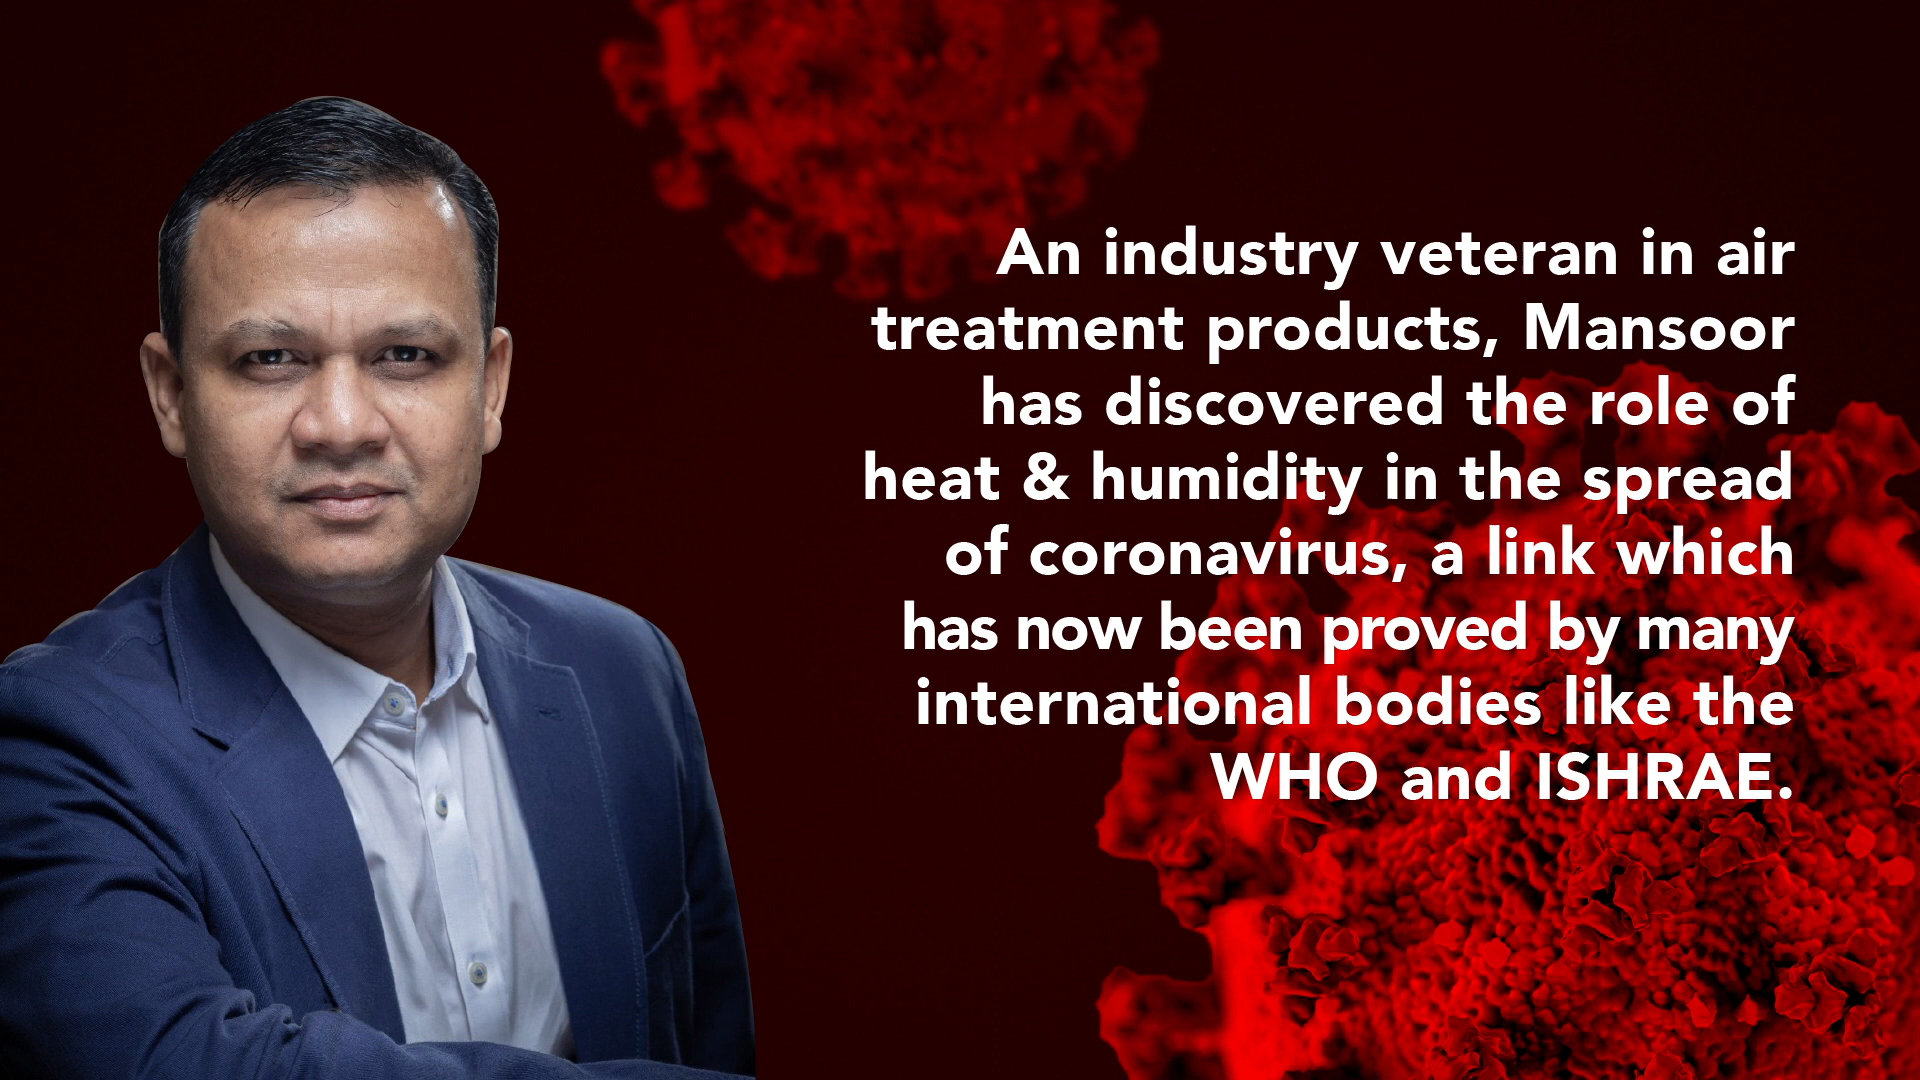 An industry veteran in air
treatment products, Mansoor
has discovered the role of
heat & humidity in the spread
of coronavirus, a link which
has now been proved by many
international bodies like the
WHO and ISHRAE.